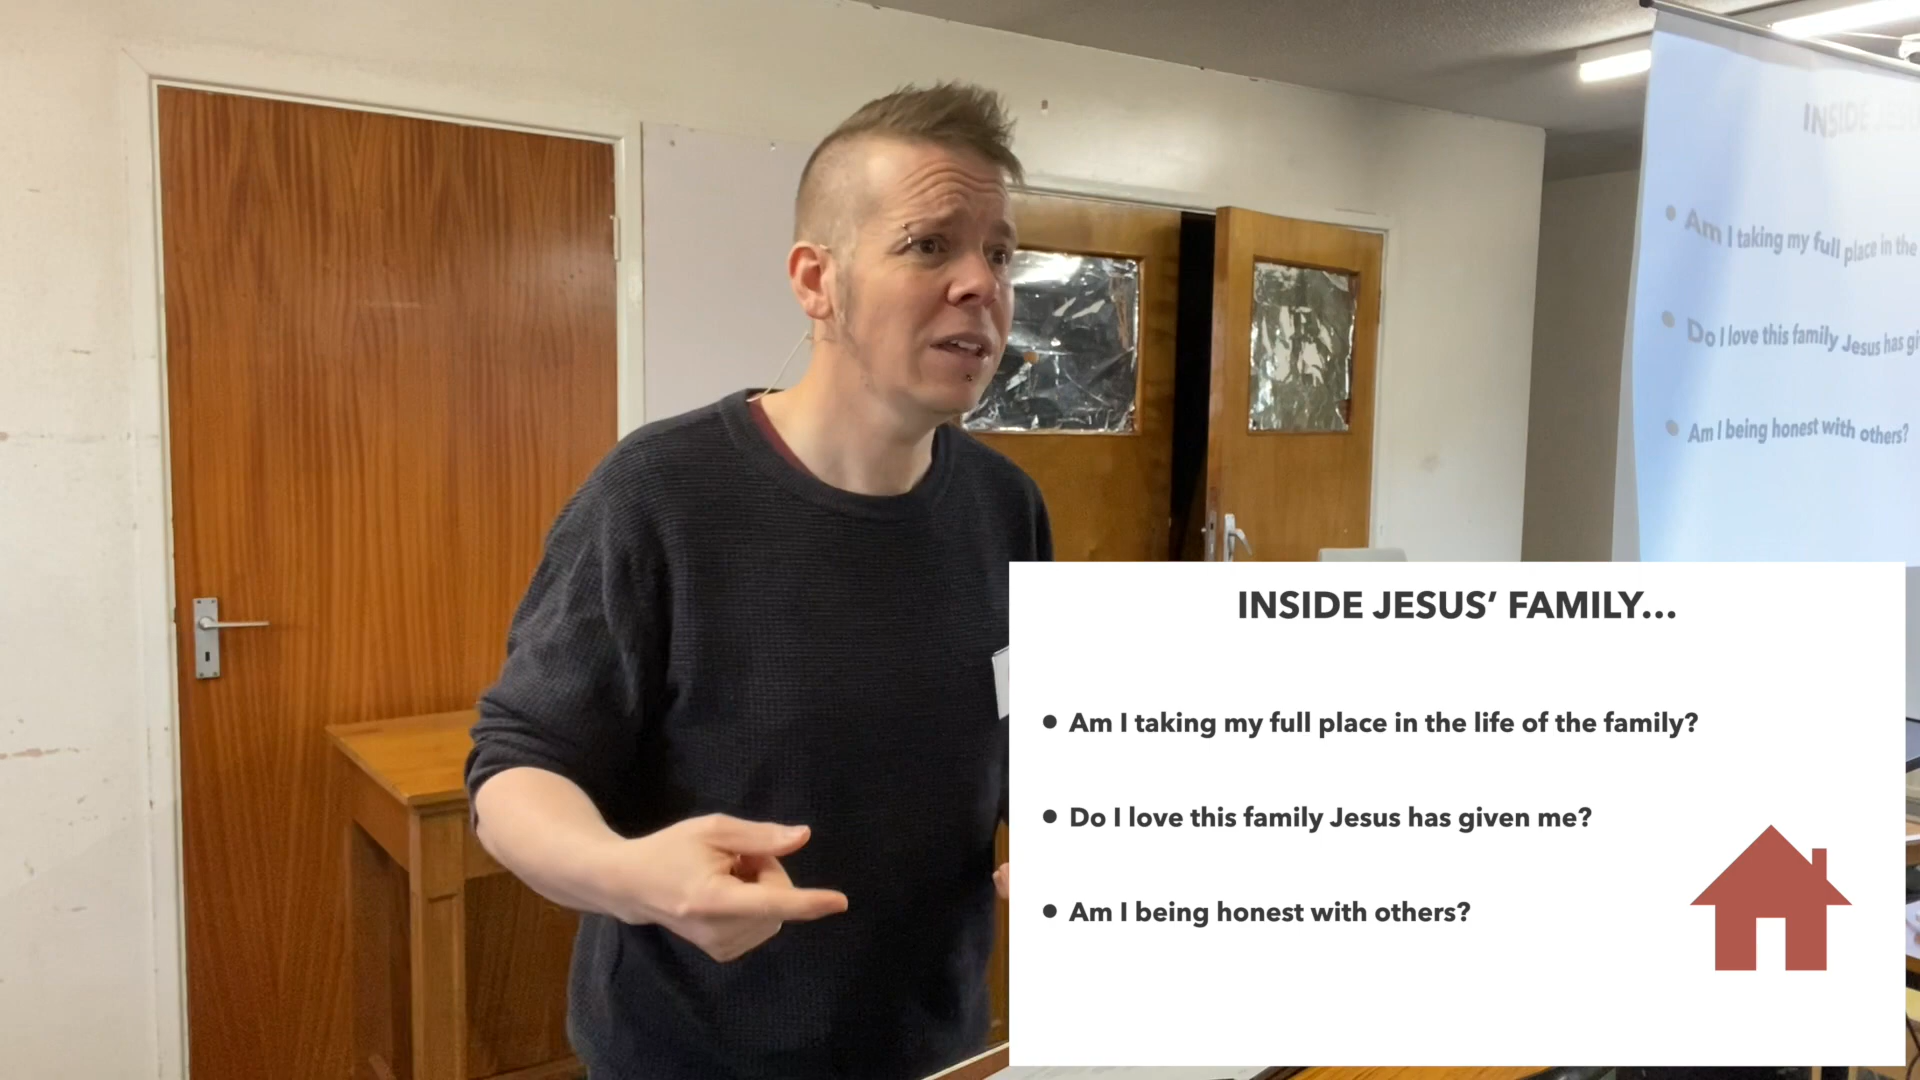 INSIDE JESUS’ FAMILY...
• Am I taking my full place in the life of the family?
• Do I love this family Jesus has given me?
• Am I being honest with others?
INSIDE
• Am I taking my full place in the
• Do I love this family Jesus has
• Am I being honest with others?